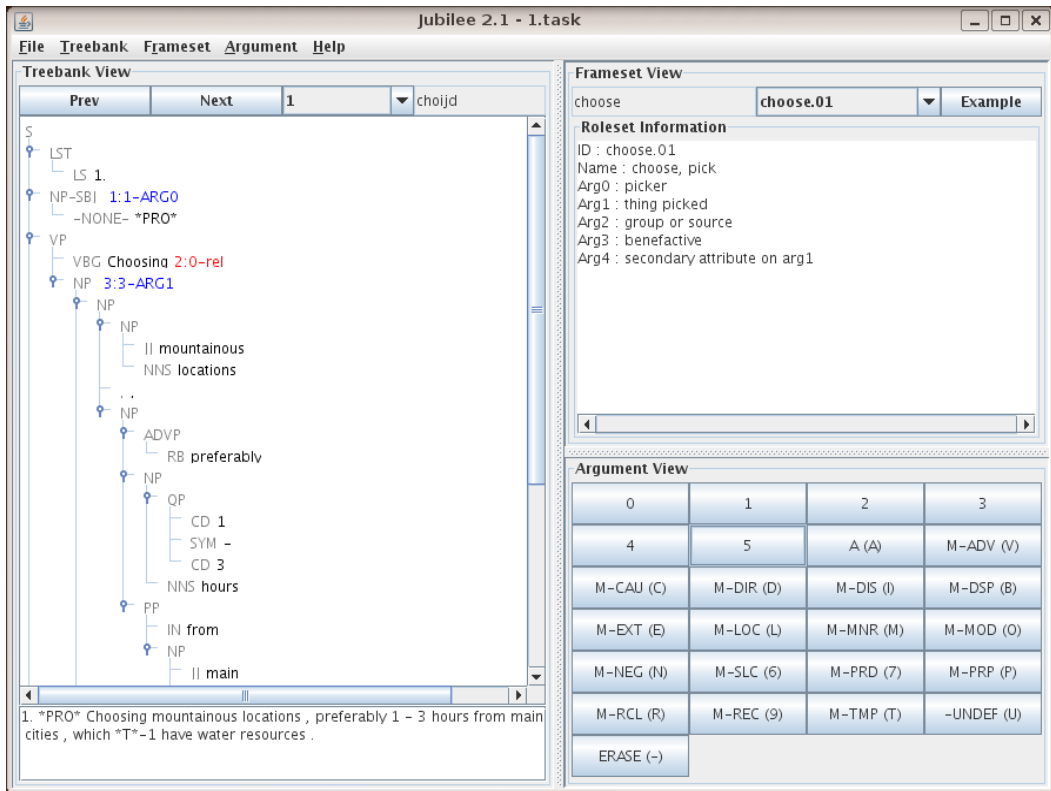 Jubilee 2.1 - 1.task
File Treebank Frameset Argument Help
Treebank View
Prev Next 1 choijd
S
LST
LS 1.
NP-SBJ 1:1-ARG0
-NONE- *PRO*
VP
VBG Choosing 2:0-rel
NP 3:3-ARG1
NP
NP
JJ mountainous
NNS locations
, ,
NP
ADVP
RB preferably
NP
QP
CD 1
SYM -
CD 3
NNS hours
PP
IN from
NP
JJ main
1. *PRO* Choosing mountainous locations , preferably 1 - 3 hours from main
cities , which *T*-1 have water resources .
Frameset View
choose choose.01 Example
Roleset Information
ID : choose.01
Name : choose, pick
Arg0 : picker
Arg1 : thing picked
Arg2 : group or source
Arg3 : benefactive
Arg4 : secondary attribute on arg1
Argument View
0 1 2 3
4 5 A (A) M-ADV (V)
M-CAU (C) M-DIR (D) M-DIS (I) M-DSP (B)
M-EXT (E) M-LOC (L) M-MNR (M) M-MOD (O)
M-NEG (N) M-SLC (6) M-PRD (7) M-PRP (P)
M-RCL (R) M-REC (9) M-TMP (T) -UNDEF (U)
ERASE (-)